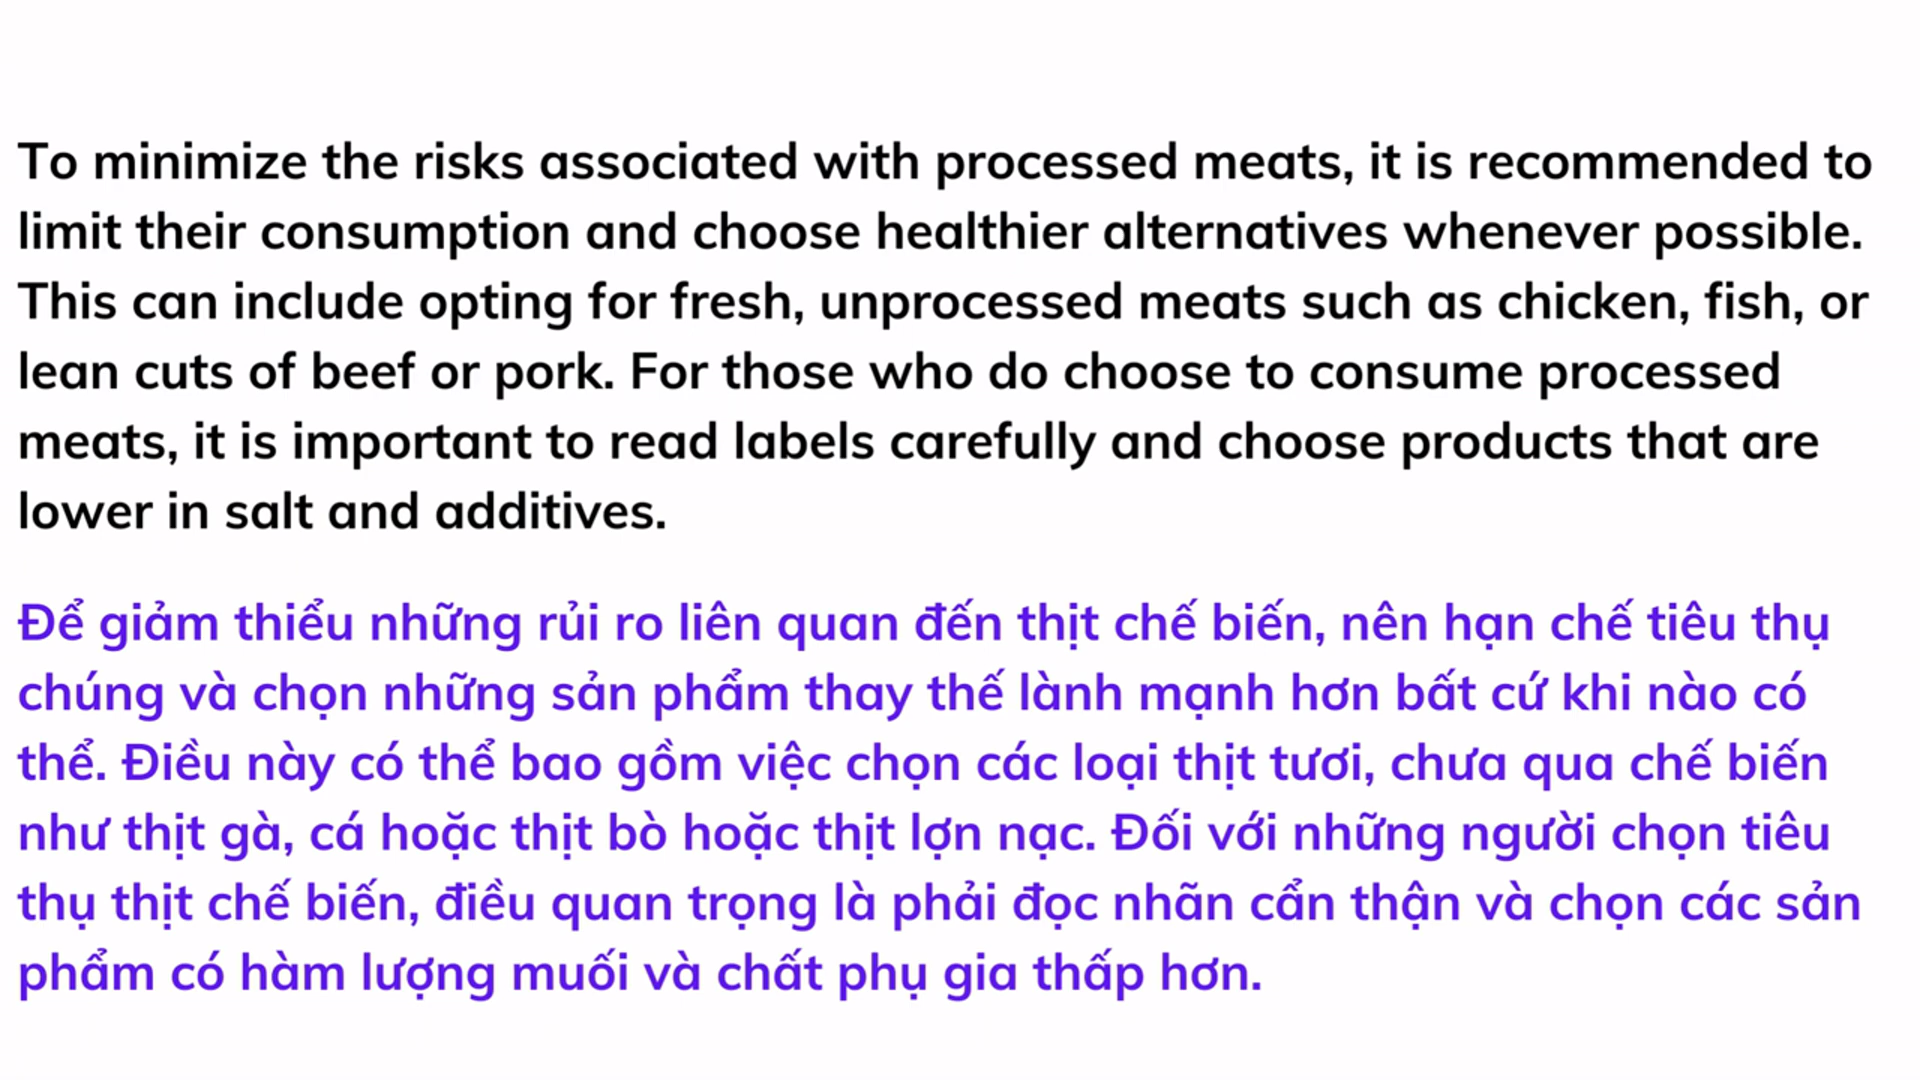 To minimize the risks associated with processed meats, it is recommended to
limit their consumption and choose healthier alternatives whenever possible.
This can include opting for fresh, unprocessed meats such as chicken, fish, or
lean cuts of beef or pork. For those who do choose to consume processed
meats, it is important to read labels carefully and choose products that are
lower in salt and additives.
Để giảm thiểu những rủi ro liên quan đến thịt chế biến, nên hạn chế tiêu thụ
chúng và chọn những sản phẩm thay thế lành mạnh hơn bất cứ khi nào có
thể. Điều này có thể bao gồm việc chọn các loại thịt tươi, chưa qua chế biến
như thịt gà, cá hoặc thịt bò hoặc thịt lợn nạc. Đối với những người chọn tiêu
thụ thịt chế biến, điều quan trọng là phải đọc nhãn cẩn thận và chọn các sản
phẩm có hàm lượng muối và chất phụ gia thấp hơn.